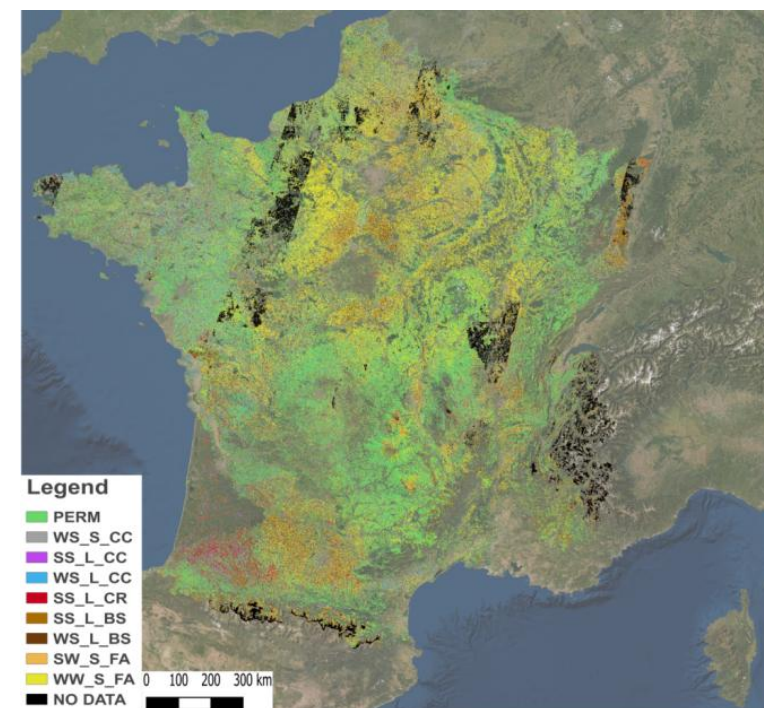 Legend
PERM
WS_S_CC
SS_L_CC
WS_L_CC
SS_L_CR
SS_L_BS
WS_L_BS
SW_S_FA
WW_S_FA
NO DATA
0 100 200 300 km